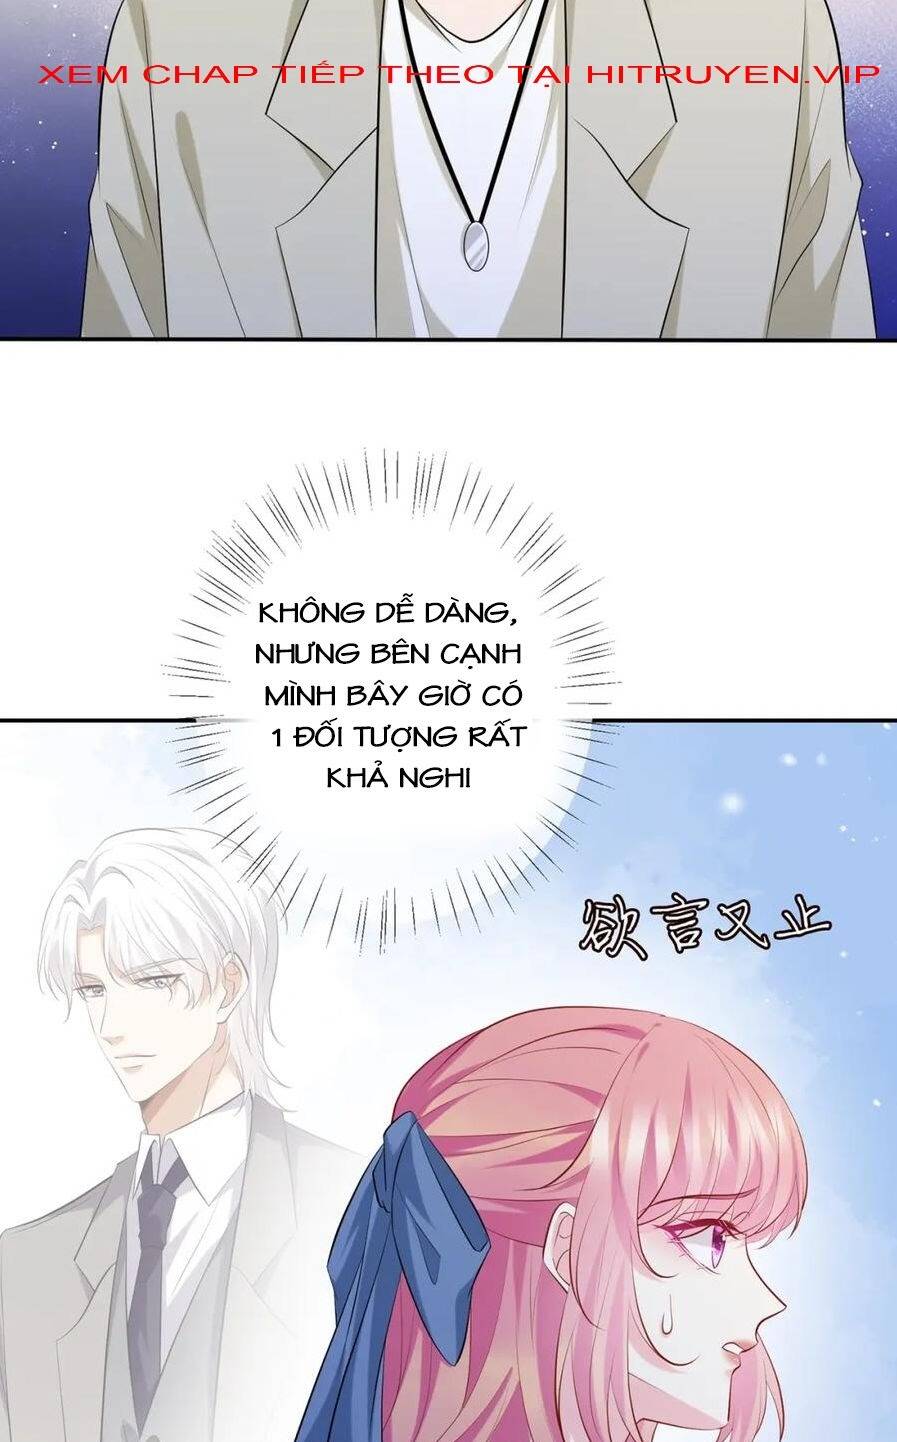 XEM CHAP TIẾP THEO TẠI HITRUYEN.VIP
KHÔNG DỄ DÀNG,
NHƯNG BÊN CẠNH
MÌNH BÂY GIỜ CÓ
1 ĐỐI TƯỢNG RẤT
KHẢ NGHI
欲言又止